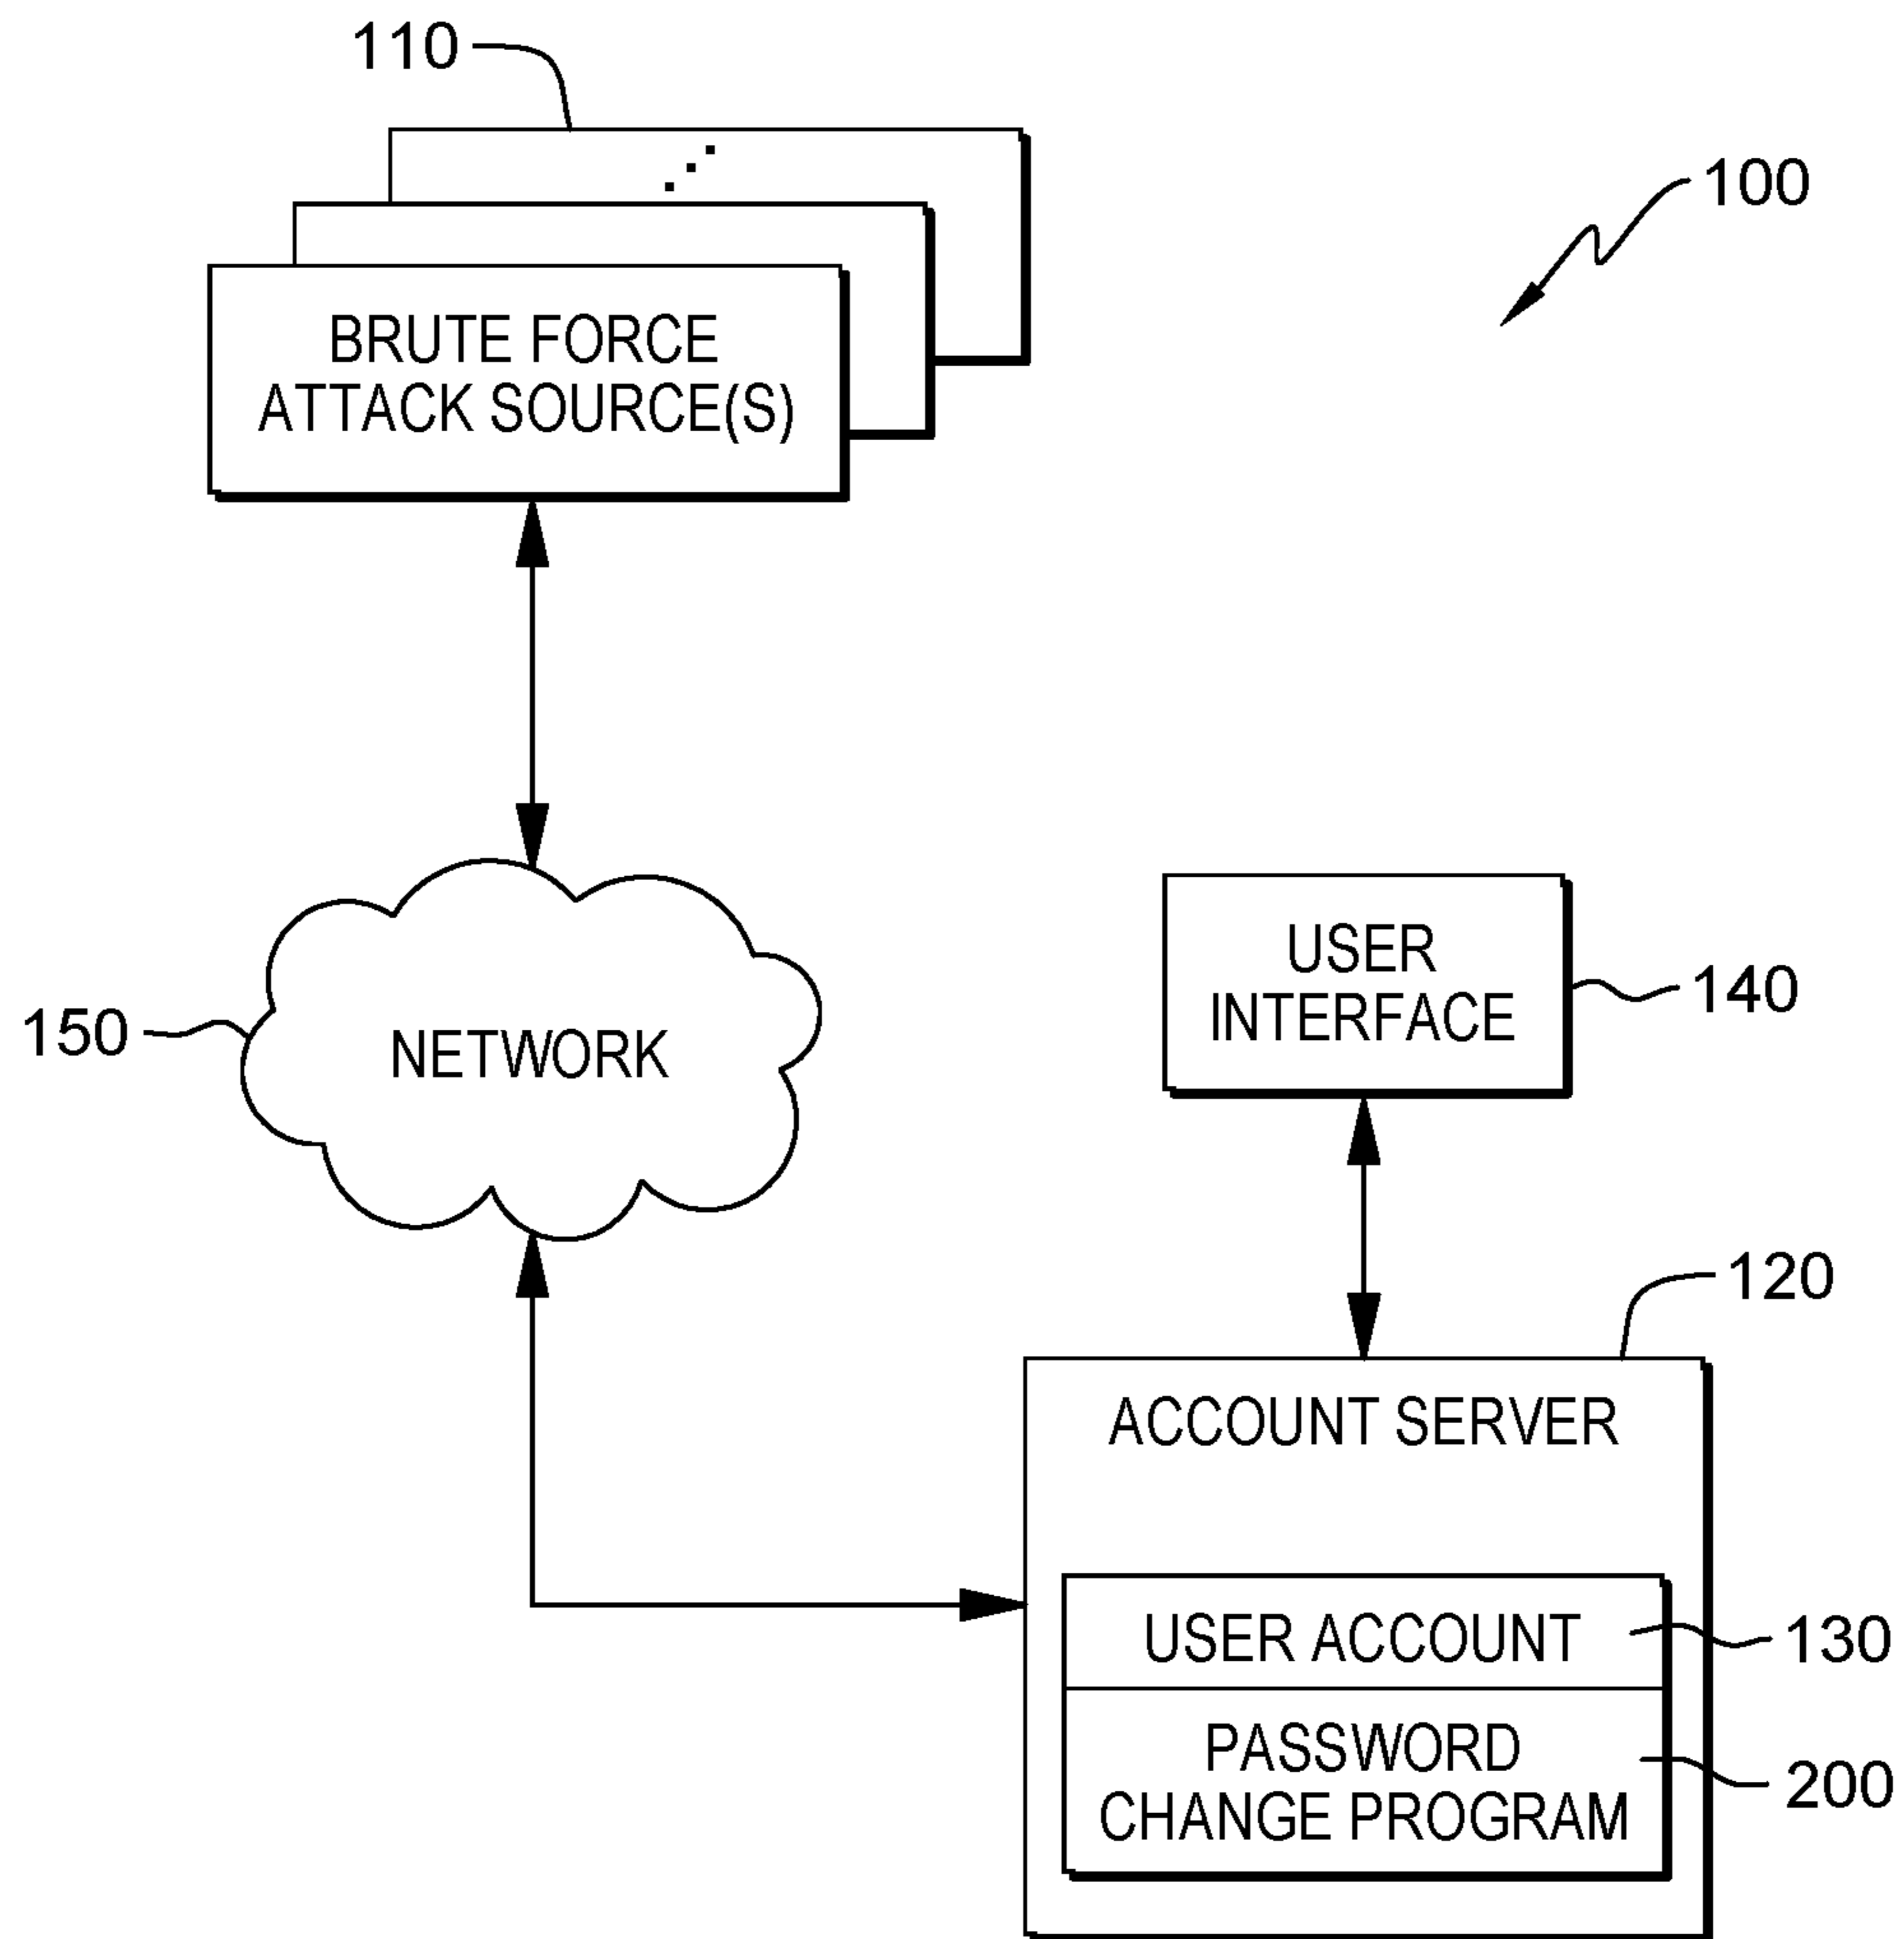 110
100
BRUTE FORCE
ATTACK SOURCE(S)
USER
INTERFACE
140
150
NETWORK
120
ACCOUNT SERVER
USER ACCOUNT
130
PASSWORD
CHANGE PROGRAM
200